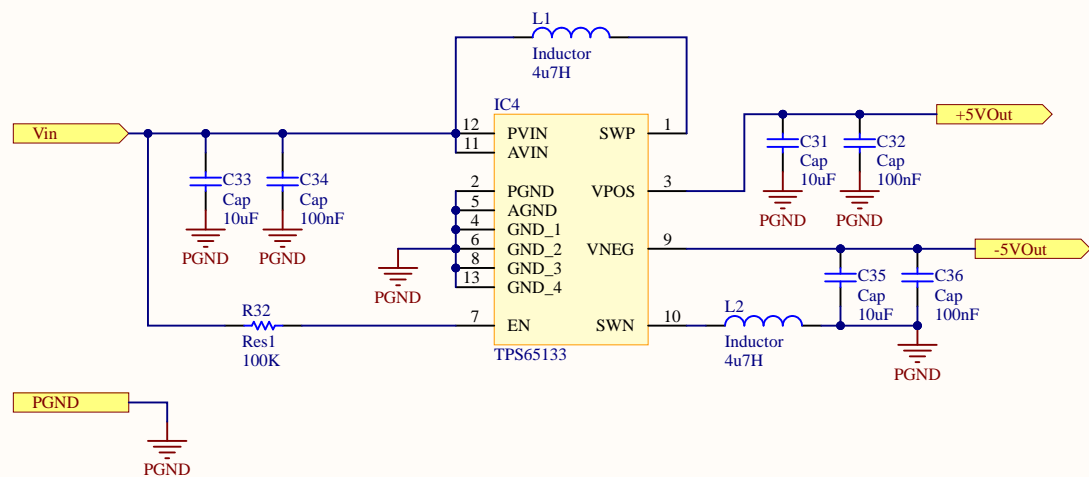 L1
Inductor
4u7H
IC4
Vin
12 PVIN SWP 1
11 AVIN
+5VOut
C31
Cap
10uF
C32
Cap
100nF
PGND PGND
C33
Cap
10uF
C34
Cap
100nF
PGND PGND
2 PGND VPOS 3
5 AGND
4 GND_1
6 GND_2 VNEG 9
8 GND_3
13 GND_4
PGND
-5VOut
C35
Cap
10uF
C36
Cap
100nF
PGND
R32
Res1
100K
7 EN SWN 10
TPS65133
L2
Inductor
4u7H
PGND
PGND